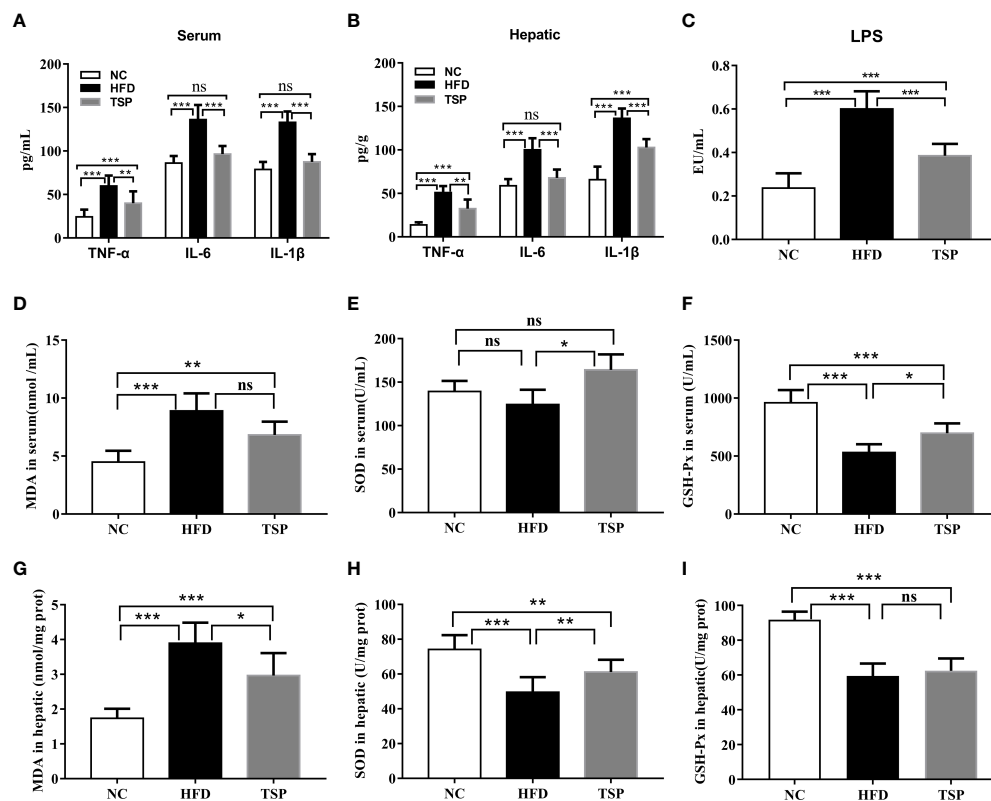 A
Serum
NC
HFD
TSP
pg/mL
200
150
100
50
0
***
***
**
ns
***
***
ns
***
***
TNF-α
IL-6
IL-1β
B
Hepatic
NC
HFD
TSP
pg/g
200
150
100
50
0
***
***
**
ns
***
***
***
***
***
TNF-α
IL-6
IL-1β
C
LPS
EU/mL
0.8
0.6
0.4
0.2
0.0
***
***
***
NC
HFD
TSP
D
MDA in serum(nmol /mL)
15
10
5
0
**
***
ns
NC
HFD
TSP
E
SOD in serum(U/mL)
200
150
100
50
0
ns
ns
*
NC
HFD
TSP
F
GSH-Px in serum (U/mL)
1500
1000
500
0
***
***
*
NC
HFD
TSP
G
MDA in hepatic (nmol/mg prot)
5
4
3
2
1
0
***
***
*
NC
HFD
TSP
H
SOD in hepatic (U/mg prot)
100
80
60
40
20
0
**
***
**
NC
HFD
TSP
I
GSH-Px in hepatic(U/mg prot)
100
80
60
40
20
0
***
***
ns
NC
HFD
TSP